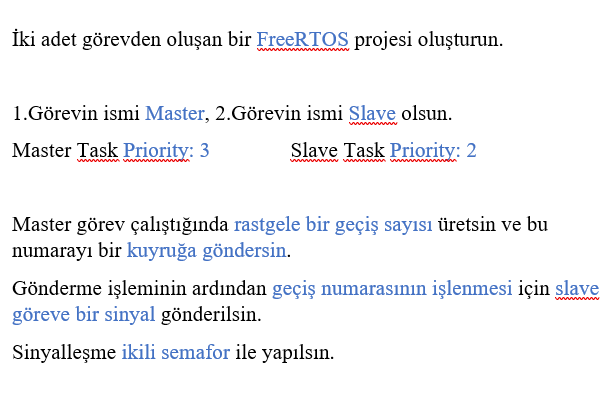 İki adet görevden oluşan bir FreeRTOS projesi oluşturun.
1.Görevin ismi Master, 2.Görevin ismi Slave olsun.
Master Task Priority: 3 Slave Task Priority: 2
Master görev çalıştığında rastgele bir geçiş sayısı üretsin ve bu
numarayı bir kuyruğa göndersin.
Gönderme işleminin ardından geçiş numarasının işlenmesi için slave
göreve bir sinyal gönderilsin.
Sinyalleşme ikili semafor ile yapılsın.